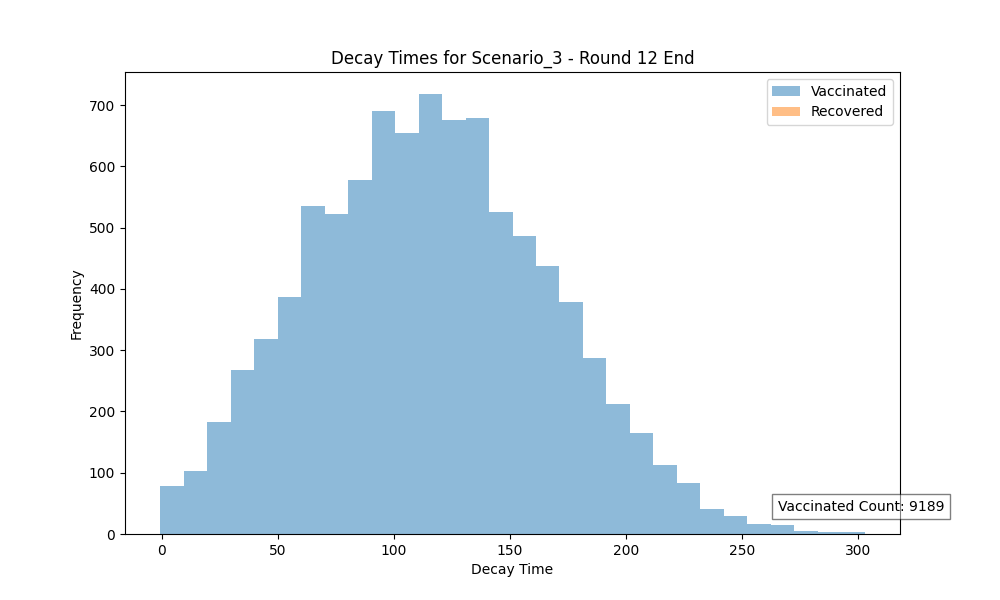 Decay Times for Scenario_3 - Round 12 End
Vaccinated
Recovered
700
600
500
400
300
200
100
0
Frequency
Vaccinated Count: 9189
0
50
100
150
200
250
300
Decay Time